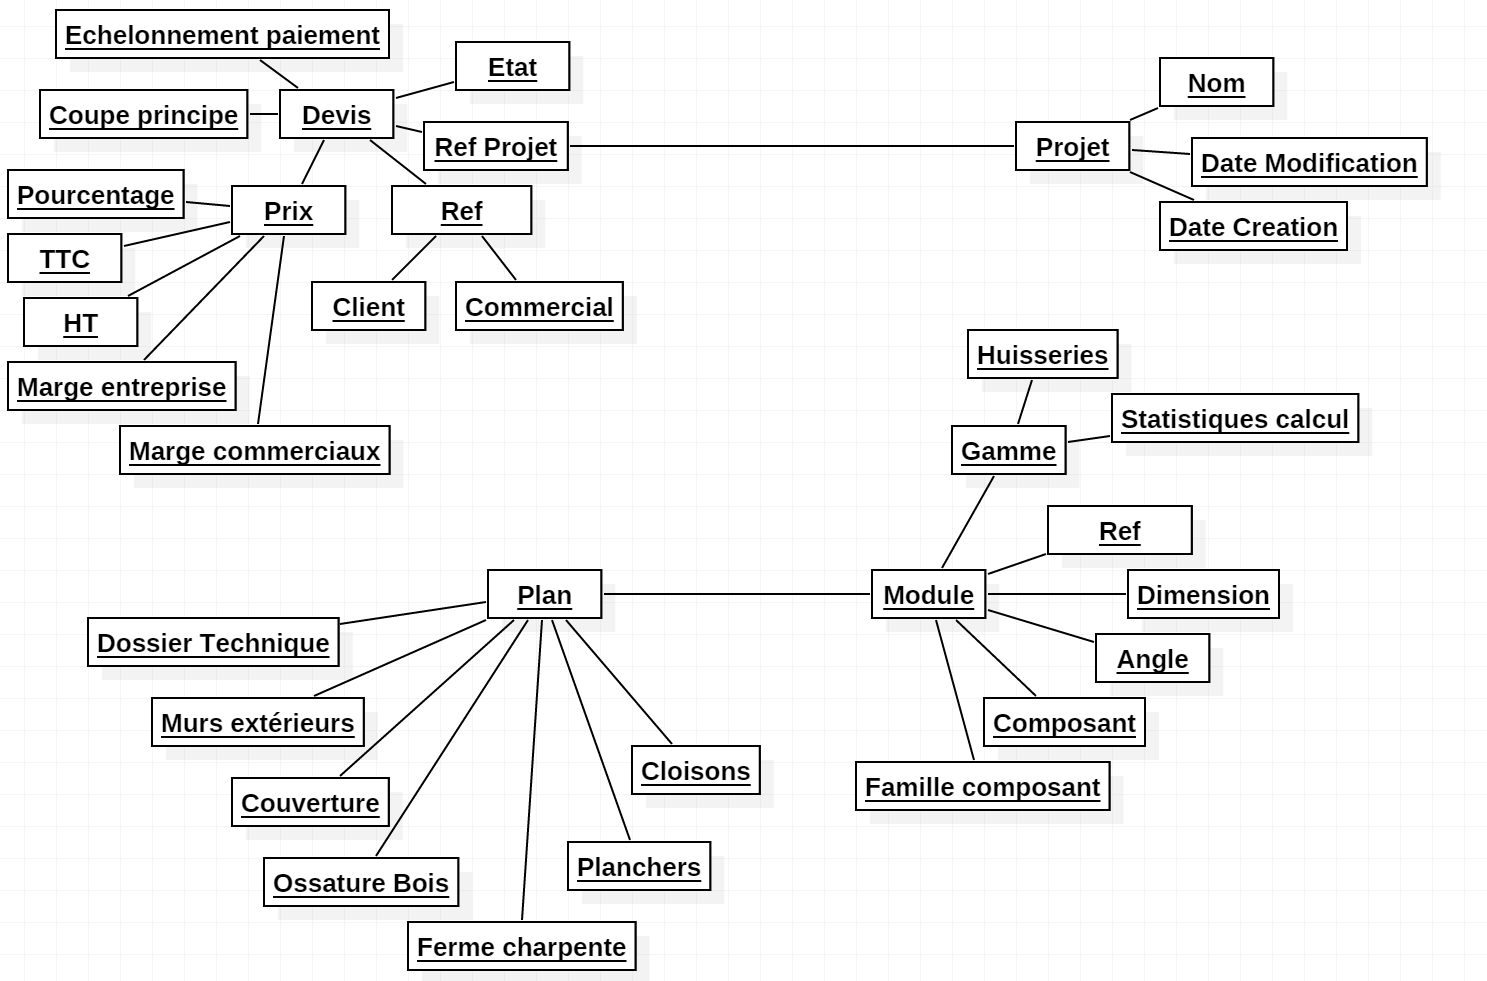 Echelonnement paiement
Etat
Nom
Coupe principe
Devis
Ref Projet
Projet
Date Modification
Pourcentage
Prix
Ref
Date Creation
TTC
Client
Commercial
HT
Huisseries
Marge entreprise
Statistiques calcul
Marge commerciaux
Gamme
Ref
Plan
Module
Dimension
Dossier Technique
Angle
Murs extérieurs
Composant
Cloisons
Famille composant
Couverture
Planchers
Ossature Bois
Ferme charpente